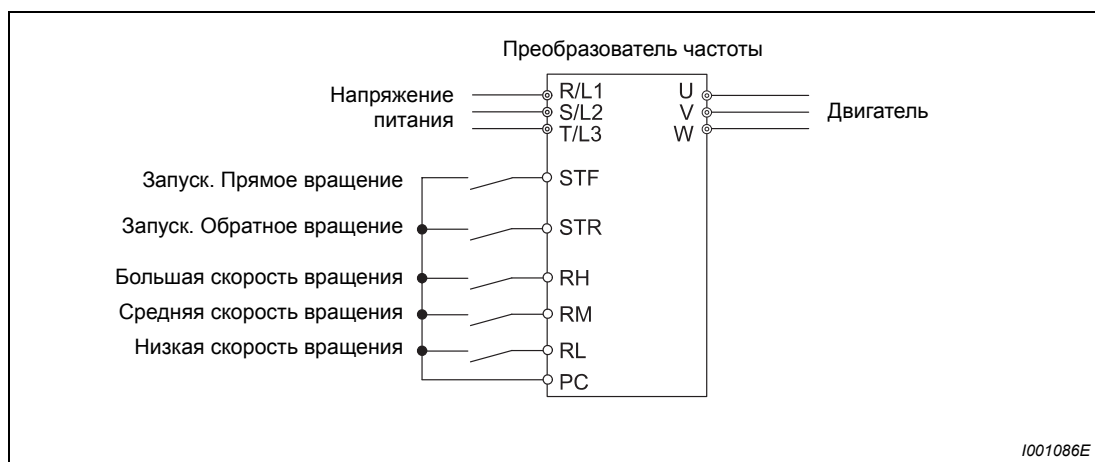 Преобразователь частоты
Напряжение
питания
R/L1
S/L2
T/L3
U
V
W
Двигатель
Запуск. Прямое вращение
STF
Запуск. Обратное вращение
STR
Большая скорость вращения
RH
Средняя скорость вращения
RM
Низкая скорость вращения
RL
PC
I001086E